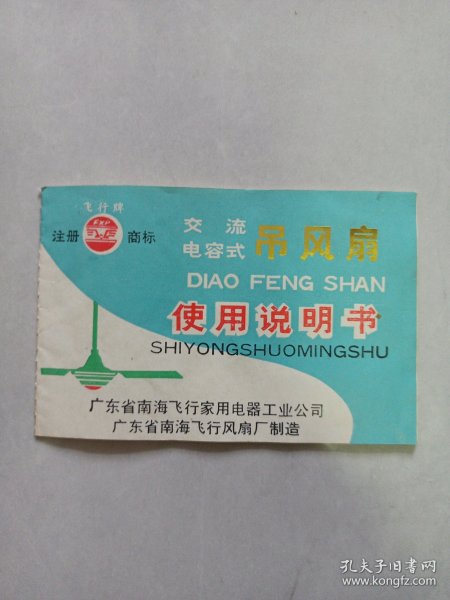 飞行牌
注册 FXP 商标
交流
电容式 吊风扇
DIAO FENG SHAN
使用说明书
SHIYONGSHUOMINGSHU
广东省南海飞行家用电器工业公司
广东省南海飞行风扇厂制造
孔夫子旧书网
www.kongfz.com